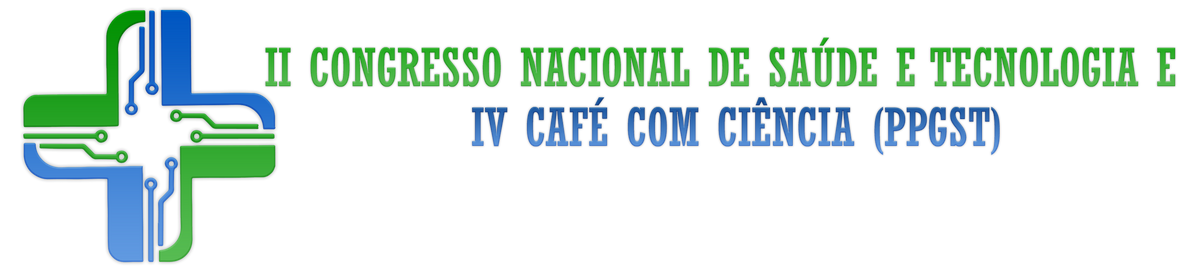 II CONGRESSO NACIONAL DE SAÚDE E TECNOLOGIA E
IV CAFÉ COM CIÊNCIA (PPGST)